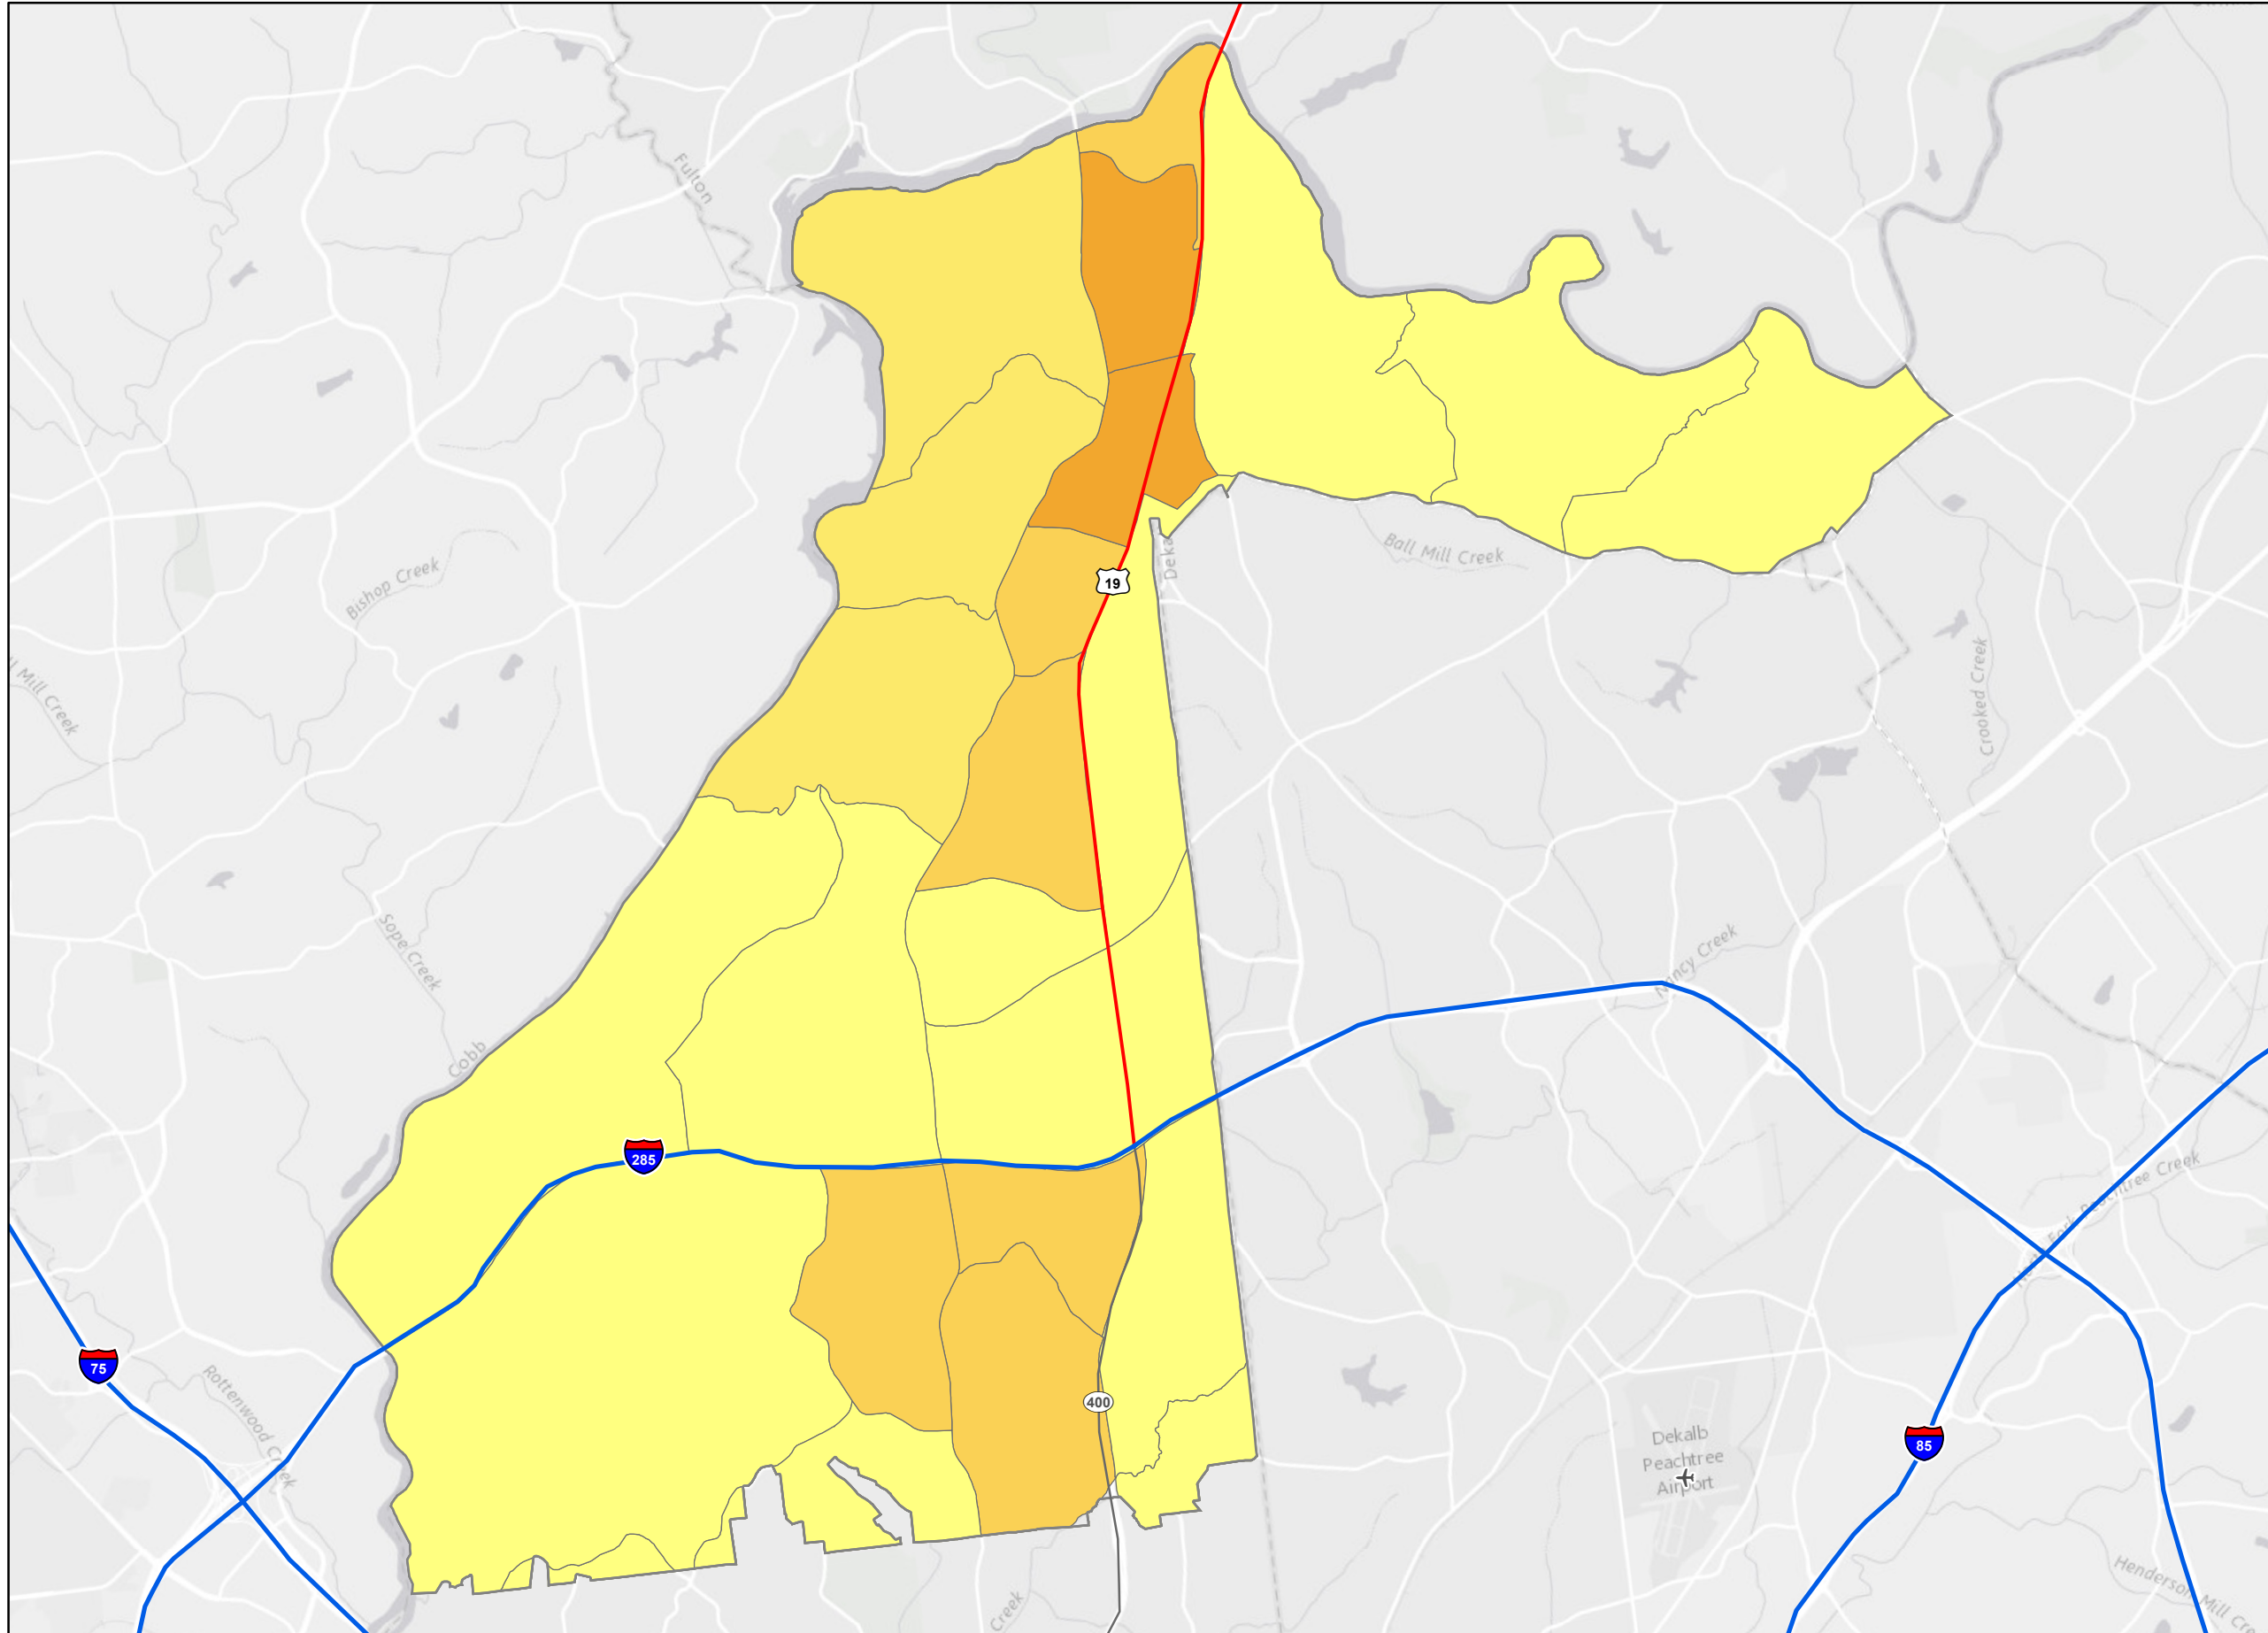 Fulton
Bishop Creek
Ball Mill Creek
19
Deka
Mill Creek
Crooked Creek
Sope Creek
Nancy Creek
Cobb
285
Peachtree Creek
75
Rottenwood Creek
400
85
Dekalb
Peachtree
Airport
Henderson Mill
Creek